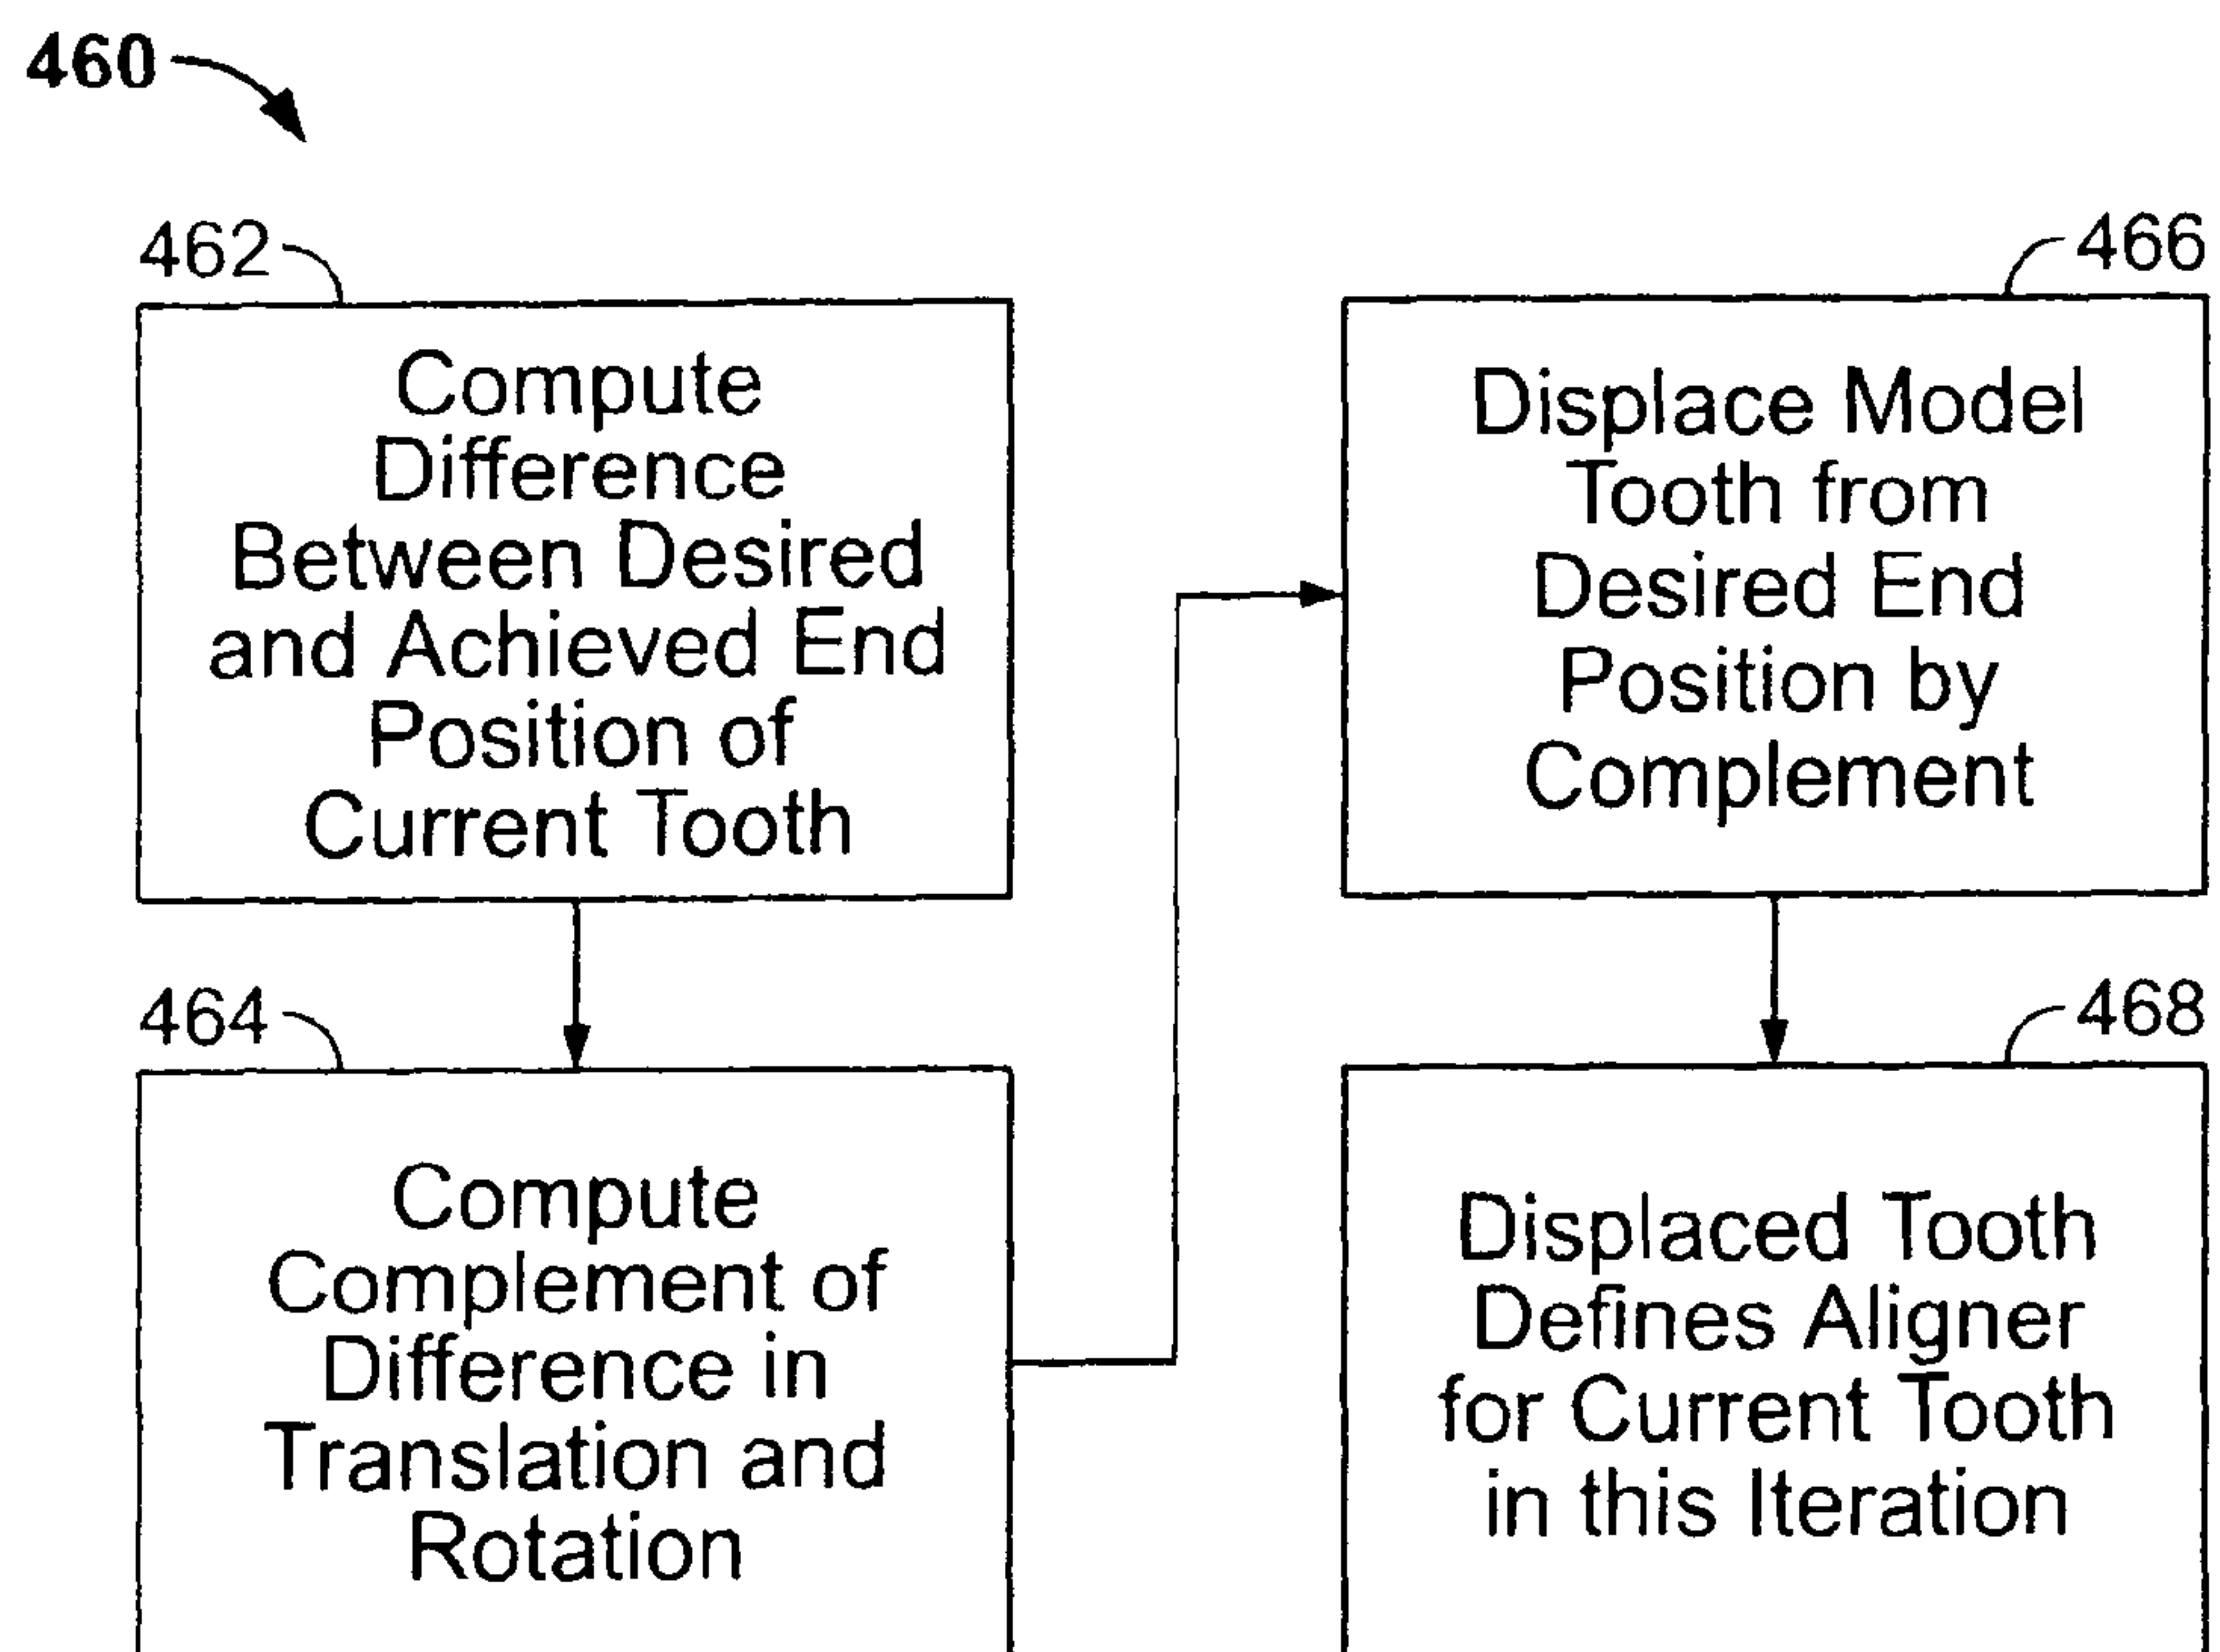 460
462
Compute
Difference
Between Desired
and Achieved End
Position of
Current Tooth
464
Compute
Complement of
Difference in
Translation and
Rotation
466
Displace Model
Tooth from
Desired End
Position by
Complement
468
Displaced Tooth
Defines Aligner
for Current Tooth
in this Iteration